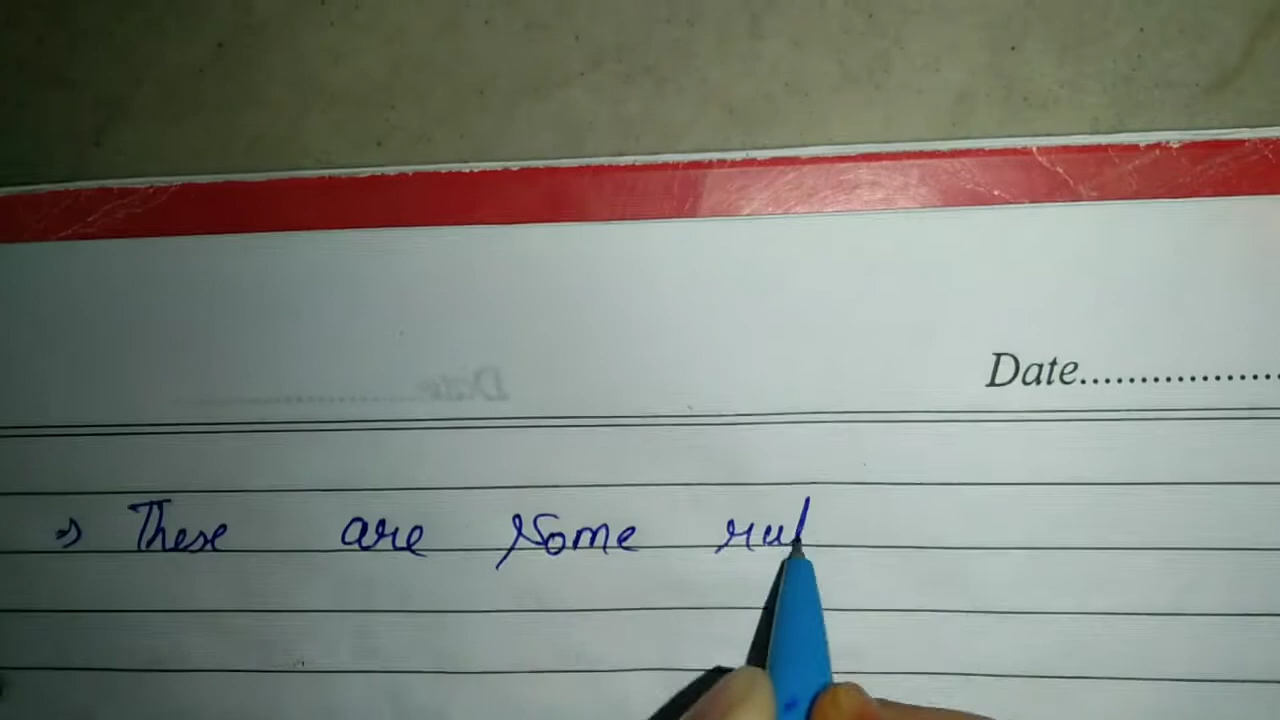 Date................
⇒ These are some rul